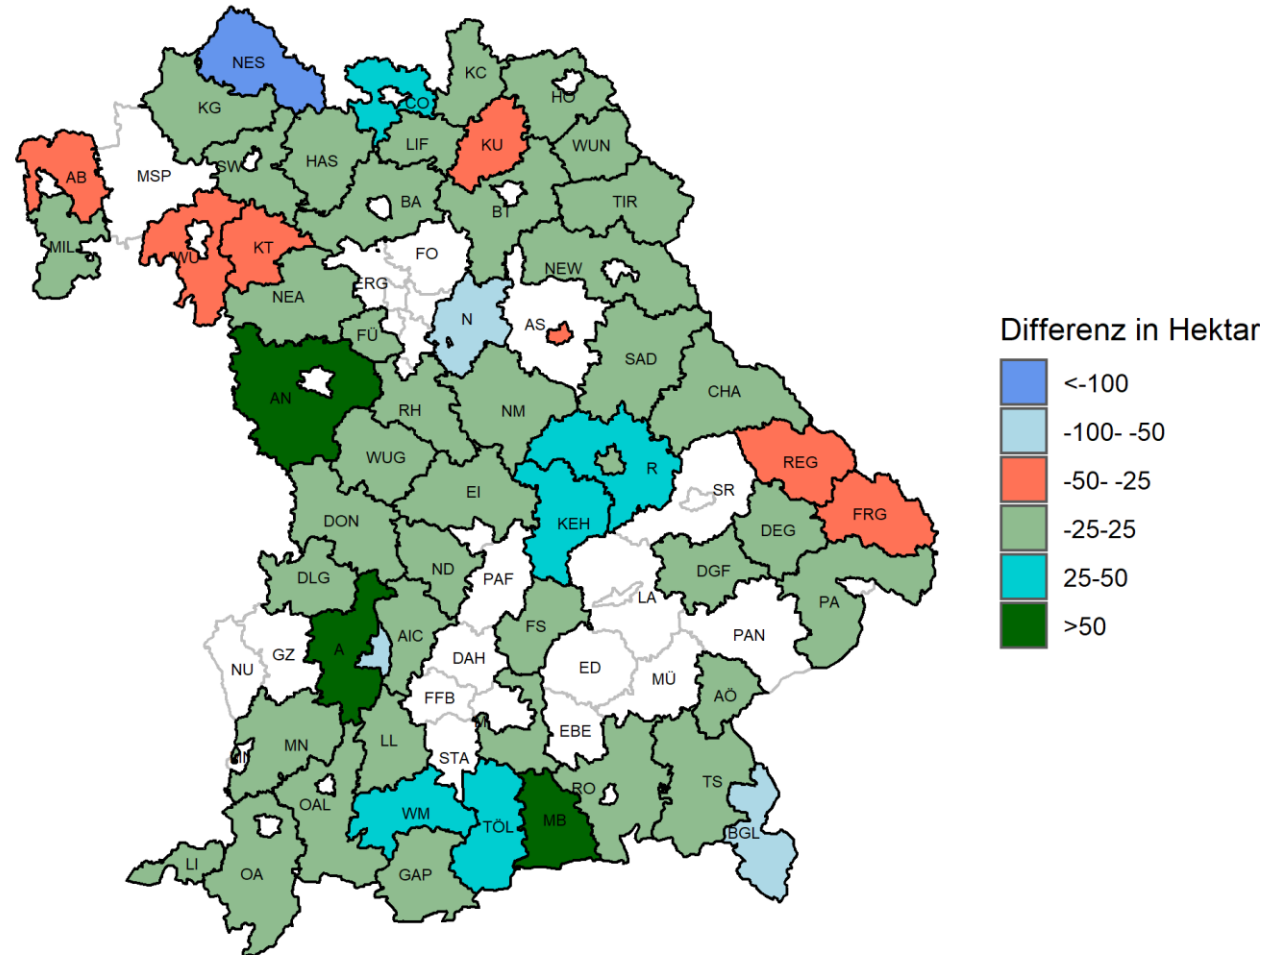 NES
KC
HO
CO
KG
KU
LIF
WUN
SW
HAS
AB
MSP
BA
BT
TIR
MIL
WÜ
KT
FO
NEW
ERG
NEA
N
AS
FÜ
SAD
AN
RH
NM
CHA
WUG
R
REG
EI
SR
FRG
DON
KEH
DEG
DLG
ND
PAF
DGF
LA
PA
A
AIC
FS
PAN
NU
GZ
DAH
ED
MÜ
FFB
AÖ
M
EBE
MN
LL
STA
TS
OAL
RO
WM
TÖL
MB
BGL
LI
OA
GAP
Differenz in Hektar
<-100
-100- -50
-50- -25
-25-25
25-50
>50